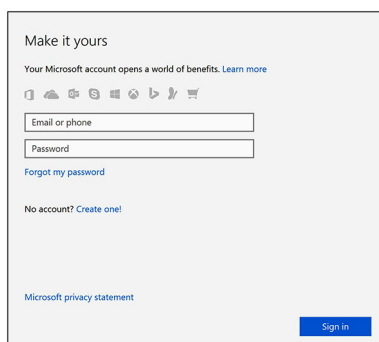 Make it yours
Your Microsoft account opens a world of benefits. Learn more
Email or phone
Password
Forgot my password
No account? Create one!
Microsoft privacy statement
Sign in